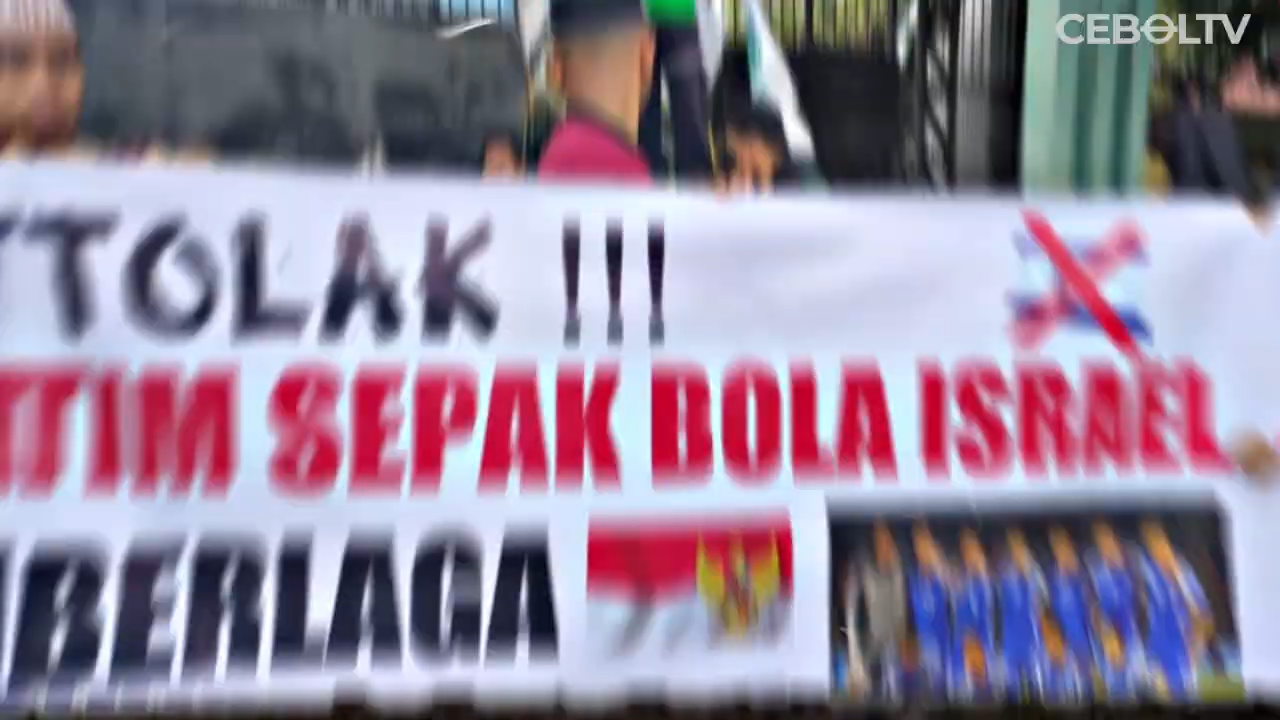 CEBOLTV
TOLAK !!!
TIM SEPAK BOLA ISRAEL
BERLAGA